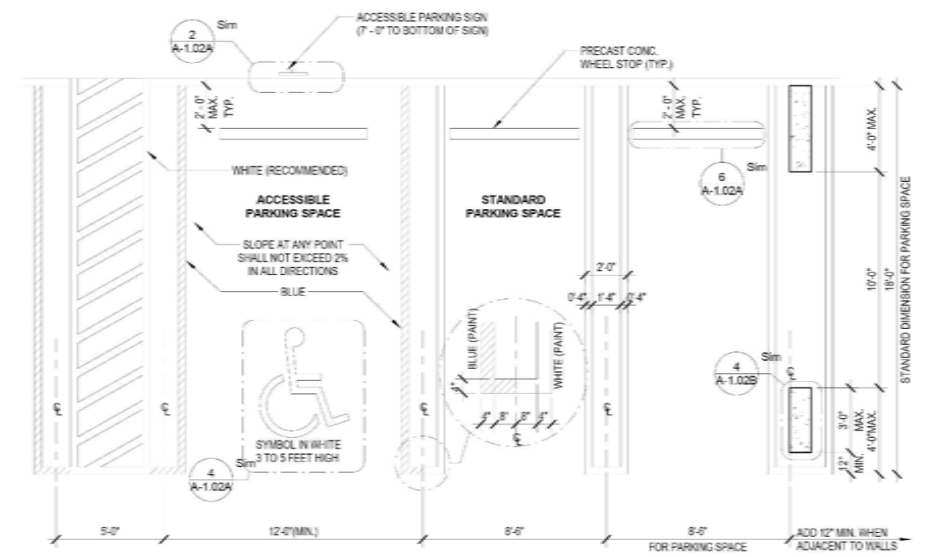 2
A-1.02A
Sim
ACCESSIBLE PARKING SIGN
(7' - 0" TO BOTTOM OF SIGN)
PRECAST CONC.
WHEEL STOP (TYP.)
2' - 0"
MAX.
TYP.
2' - 0"
MAX.
TYP.
4'-0" MAX.
WHITE (RECOMMENDED)
6
A-1.02A
Sim
ACCESSIBLE
PARKING SPACE
STANDARD
PARKING SPACE
SLOPE AT ANY POINT
SHALL NOT EXCEED 2%
IN ALL DIRECTIONS
BLUE
2'-0"
0'-4"
1'-4"
0'-4"
10'-0"
18'-0"
STANDARD DIMENSION FOR PARKING SPACE
BLUE (PAINT)
WHITE (PAINT)
4"
8"
8"
4"
4
A-1.02B
Sim
3'-0"
MAX.
4'-0"MAX.
12"
MIN.
SYMBOL IN WHITE
3 TO 5 FEET HIGH
4
A-1.02A
Sim
5'-0"
12'-0"(MIN.)
8'-6"
8'-6"
FOR PARKING SPACE
ADD 12" MIN. WHEN
ADJACENT TO WALLS